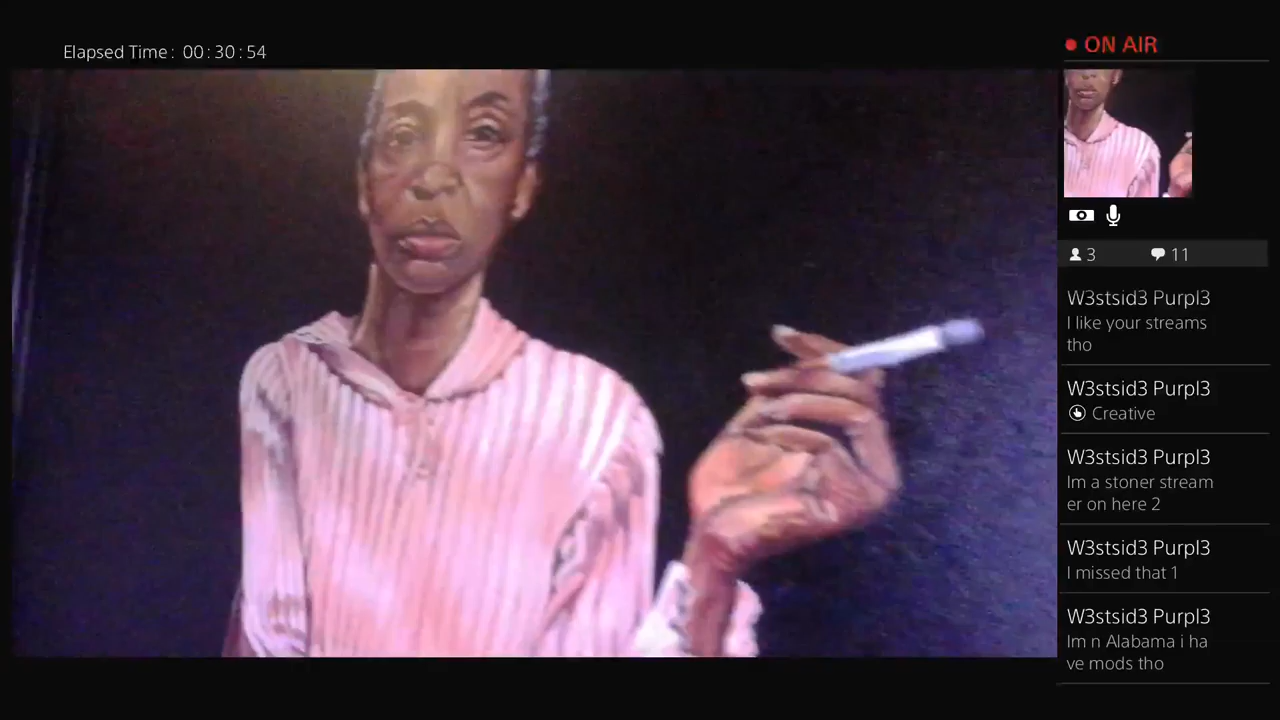 Elapsed Time: 00:30:54
ON AIR
3 11
W3stsid3 Purpl3
I like your streams
tho
W3stsid3 Purpl3
Creative
W3stsid3 Purpl3
Im a stoner stream
er on here 2
W3stsid3 Purpl3
I missed that 1
W3stsid3 Purpl3
Im n Alabama i ha
ve mods tho